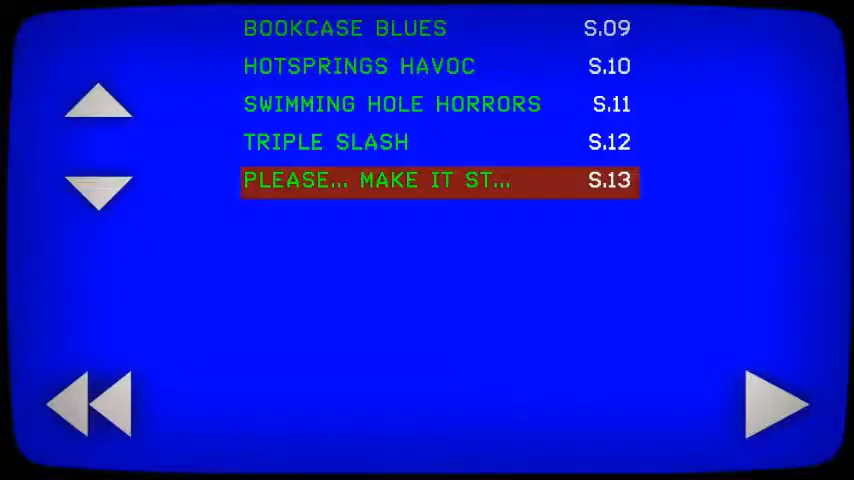 BOOKCASE BLUES S.09
HOTSPRINGS HAVOC S.10
SWIMMING HOLE HORRORS S.11
TRIPLE SLASH S.12
PLEASE... MAKE IT ST... S.13